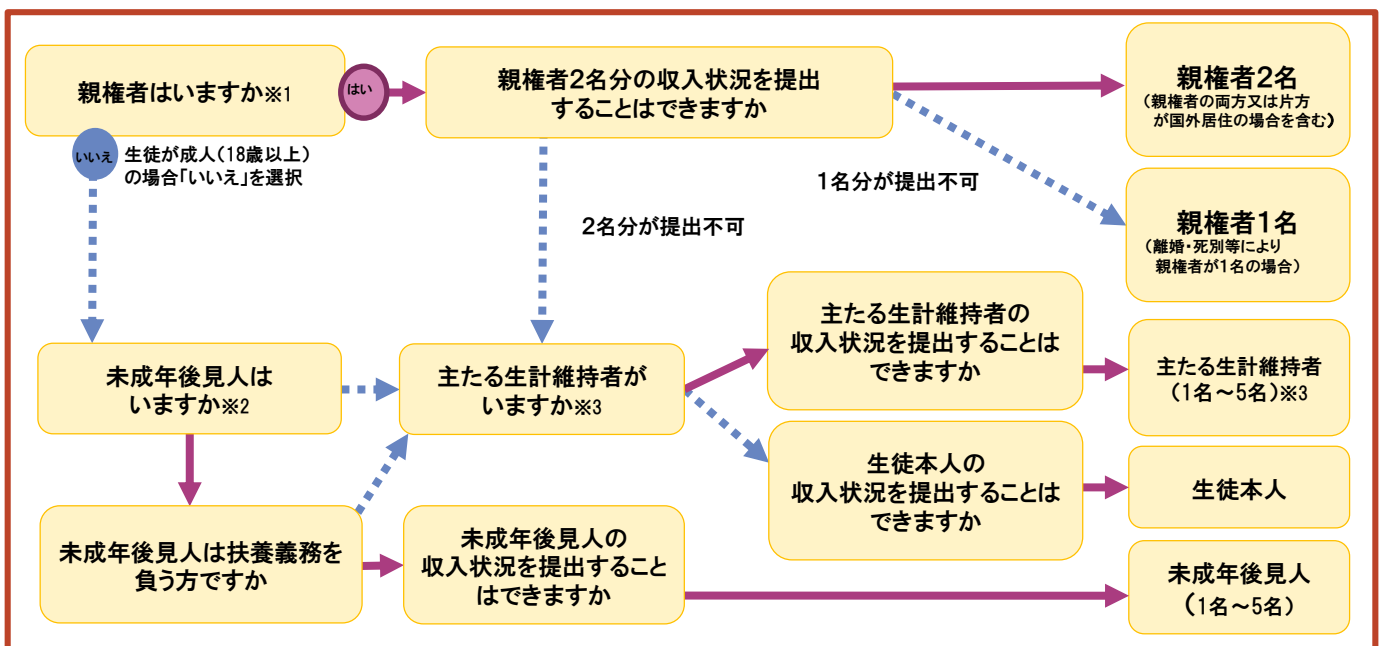 親権者はいますか※1
はい
親権者2名分の収入状況を提出
することはできますか
親権者2名
(親権者の両方又は片方
が国外居住の場合を含む)
いいえ
生徒が成人(18歳以上)
の場合「いいえ」を選択
1名分が提出不可
2名分が提出不可
親権者1名
(離婚・死別等により
親権者が1名の場合)
未成年後見人は
いますか※2
主たる生計維持者が
いますか※3
主たる生計維持者の
収入状況を提出することは
できますか
主たる生計維持者
(1名~5名)※3
生徒本人の
収入状況を提出することは
できますか
生徒本人
未成年後見人は扶養義務を
負う方ですか
未成年後見人の
収入状況を提出すること
はできますか
未成年後見人
(1名~5名)